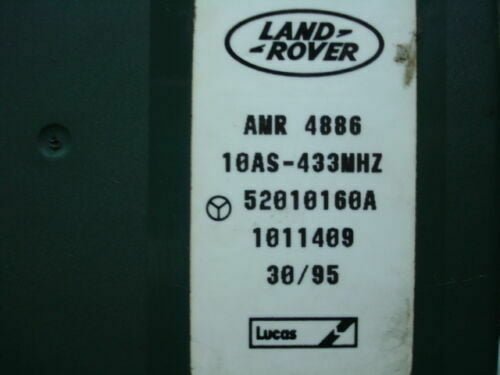 LAND
ROVER
AMR 4886
10AS-433MHZ
52010160A
1011409
30/95
Lucas